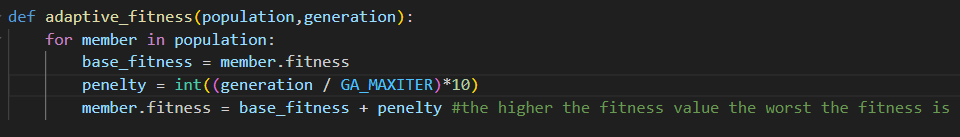 def adaptive_fitness(population,generation):
    for member in population:
        base_fitness = member.fitness
        penelty = int((generation / GA_MAXITER)*10)
        member.fitness = base_fitness + penelty #the higher the fitness value the worst the fitness is